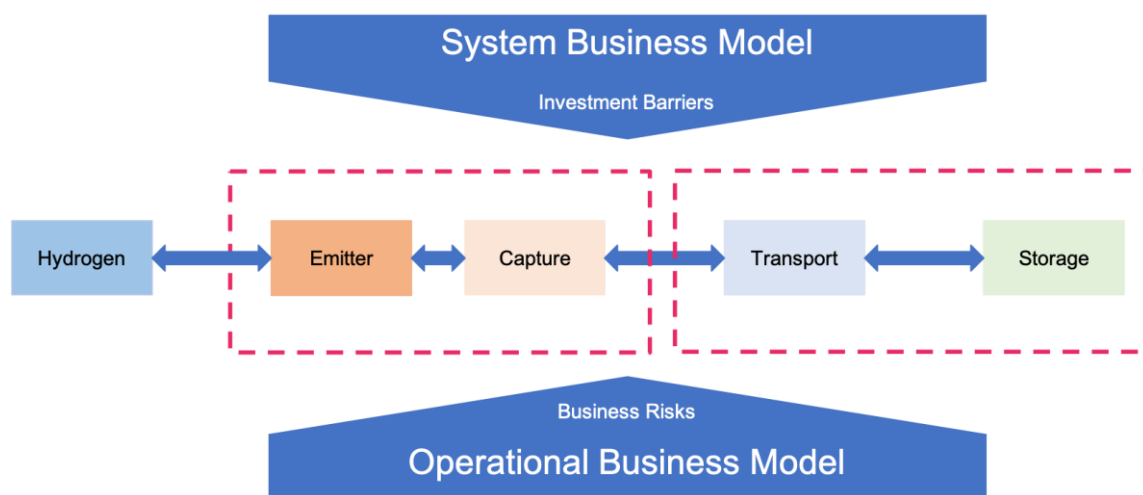 System Business Model
Investment Barriers
Hydrogen
Emitter
Capture
Transport
Storage
Business Risks
Operational Business Model